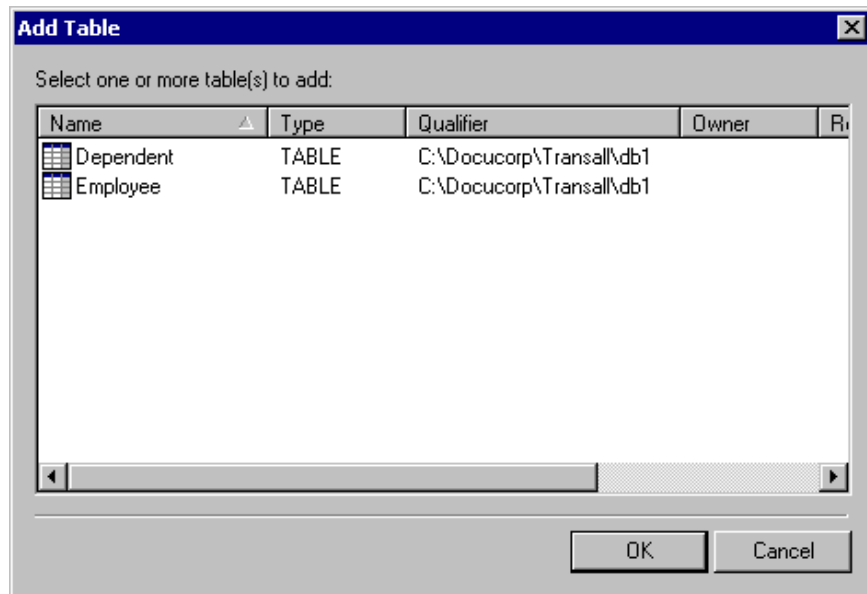 Add Table
Select one or more table(s) to add:
Name Type Qualifier Owner
Dependent TABLE C:\Docucorp\Transall\db1
Employee TABLE C:\Docucorp\Transall\db1
OK Cancel